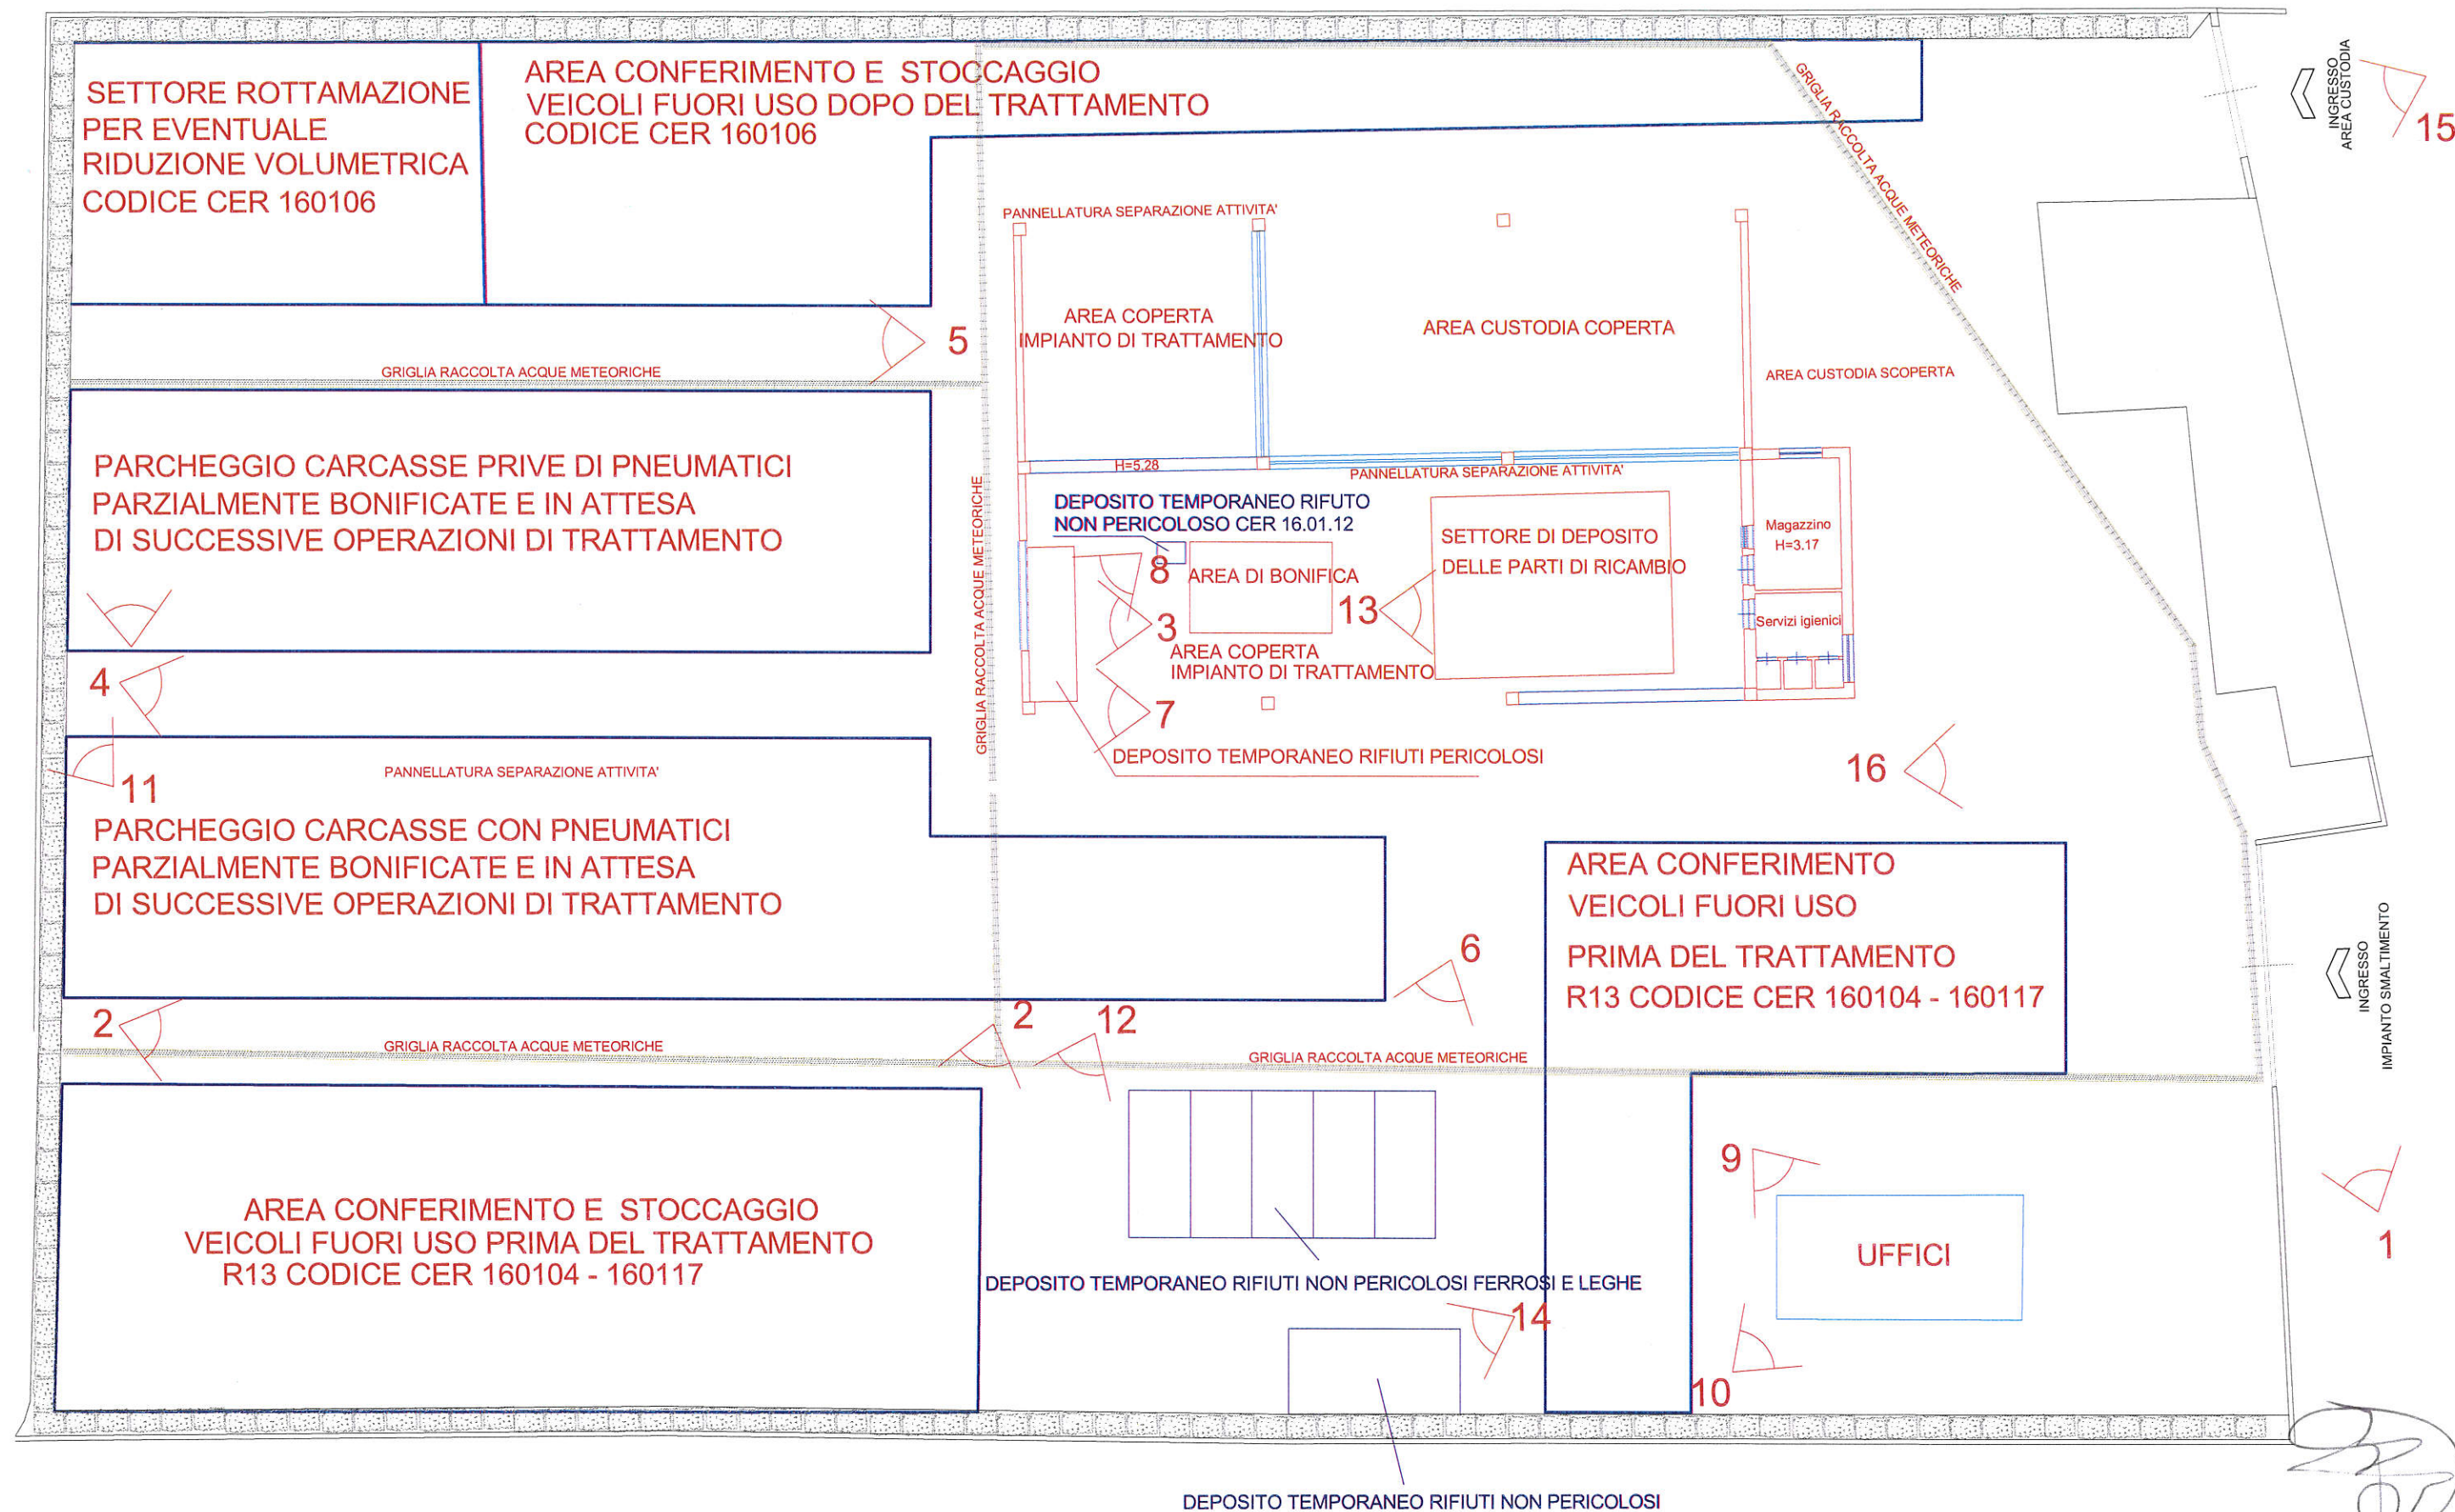 SETTORE ROTTAMAZIONE
PER EVENTUALE
RIDUZIONE VOLUMETRICA
CODICE CER 160106
AREA CONFERIMENTO E STOCCAGGIO
VEICOLI FUORI USO DOPO DEL TRATTAMENTO
CODICE CER 160106
GRIGLIA RACCOLTA ACQUE METEORICHE
INGRESSO
AREA CUSTODIA
15
PANNELLATURA SEPARAZIONE ATTIVITA'
AREA COPERTA
IMPIANTO DI TRATTAMENTO
AREA CUSTODIA COPERTA
AREA CUSTODIA SCOPERTA
5
GRIGLIA RACCOLTA ACQUE METEORICHE
PARCHEGGIO CARCASSE PRIVE DI PNEUMATICI
PARZIALMENTE BONIFICATE E IN ATTESA
DI SUCCESSIVE OPERAZIONI DI TRATTAMENTO
GRIGLIA RACCOLTA ACQUE METEORICHE
H=5.28
PANNELLATURA SEPARAZIONE ATTIVITA'
DEPOSITO TEMPORANEO RIFUTO
NON PERICOLOSO CER 16.01.12
8
AREA DI BONIFICA
SETTORE DI DEPOSITO
DELLE PARTI DI RICAMBIO
Magazzino
H=3.17
Servizi igienici
13
3
AREA COPERTA
IMPIANTO DI TRATTAMENTO
7
DEPOSITO TEMPORANEO RIFIUTI PERICOLOSI
4
11
PANNELLATURA SEPARAZIONE ATTIVITA'
PARCHEGGIO CARCASSE CON PNEUMATICI
PARZIALMENTE BONIFICATE E IN ATTESA
DI SUCCESSIVE OPERAZIONI DI TRATTAMENTO
16
AREA CONFERIMENTO
VEICOLI FUORI USO
PRIMA DEL TRATTAMENTO
R13 CODICE CER 160104 - 160117
6
INGRESSO
IMPIANTO SMALTIMENTO
2
2
12
GRIGLIA RACCOLTA ACQUE METEORICHE
GRIGLIA RACCOLTA ACQUE METEORICHE
AREA CONFERIMENTO E STOCCAGGIO
VEICOLI FUORI USO PRIMA DEL TRATTAMENTO
R13 CODICE CER 160104 - 160117
DEPOSITO TEMPORANEO RIFIUTI NON PERICOLOSI FERROSI E LEGHE
9
UFFICI
1
14
10
DEPOSITO TEMPORANEO RIFIUTI NON PERICOLOSI